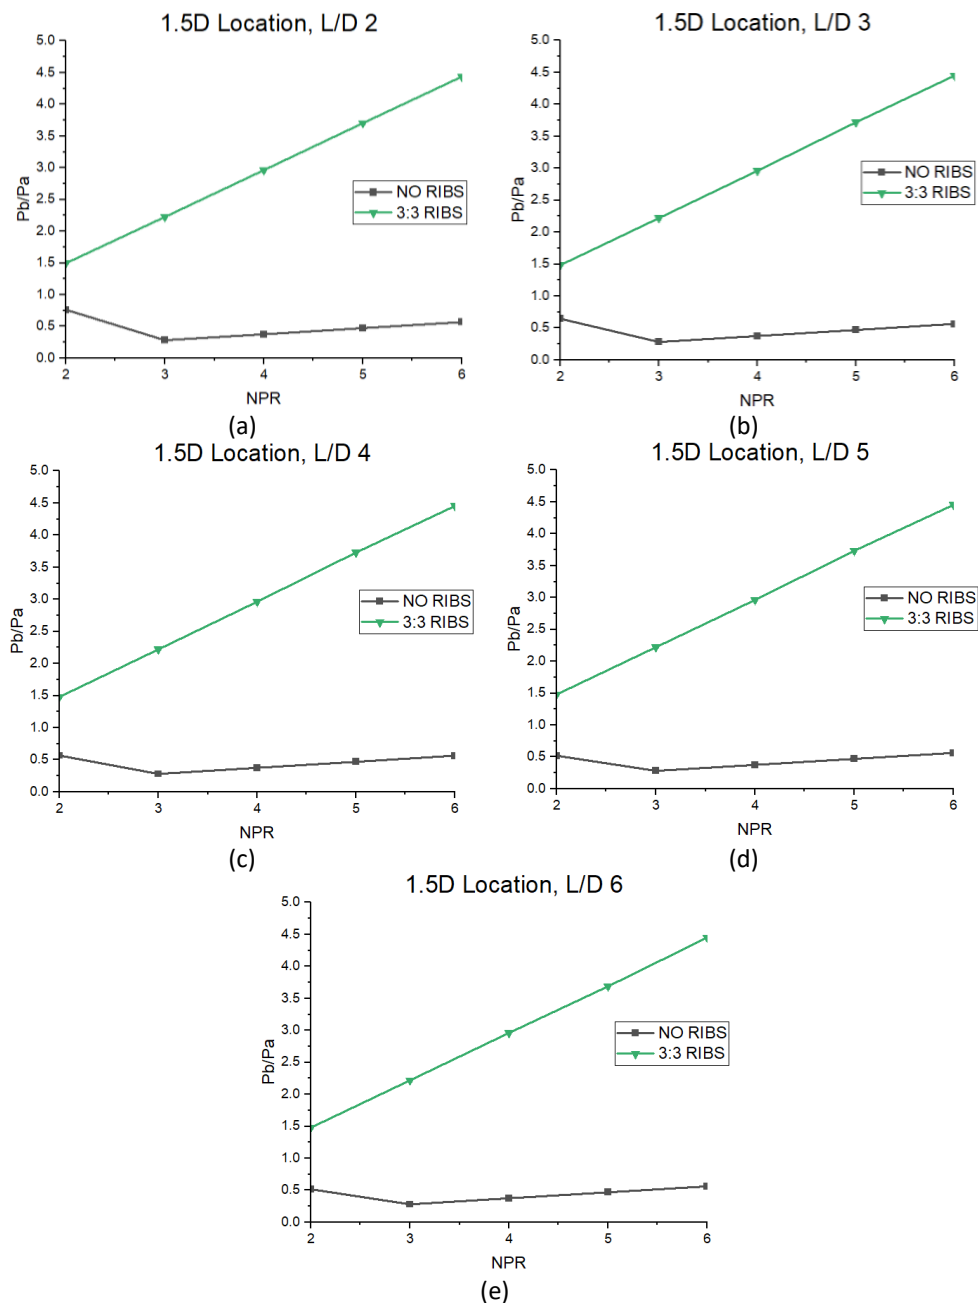 1.5D Location, L/D 2
5.0
4.5
4.0
3.5
3.0
2.5
2.0
1.5
1.0
0.5
0.0
Pb/Pa
NO RIBS
3:3 RIBS
2 3 4 5 6
NPR
(a)
1.5D Location, L/D 3
5.0
4.5
4.0
3.5
3.0
2.5
2.0
1.5
1.0
0.5
0.0
Pb/Pa
NO RIBS
3:3 RIBS
2 3 4 5 6
NPR
(b)
1.5D Location, L/D 4
5.0
4.5
4.0
3.5
3.0
2.5
2.0
1.5
1.0
0.5
0.0
Pb/Pa
NO RIBS
3:3 RIBS
2 3 4 5 6
NPR
(c)
1.5D Location, L/D 5
5.0
4.5
4.0
3.5
3.0
2.5
2.0
1.5
1.0
0.5
0.0
Pb/Pa
NO RIBS
3:3 RIBS
2 3 4 5 6
NPR
(d)
1.5D Location, L/D 6
5.0
4.5
4.0
3.5
3.0
2.5
2.0
1.5
1.0
0.5
0.0
Pb/Pa
NO RIBS
3:3 RIBS
2 3 4 5 6
NPR
(e)